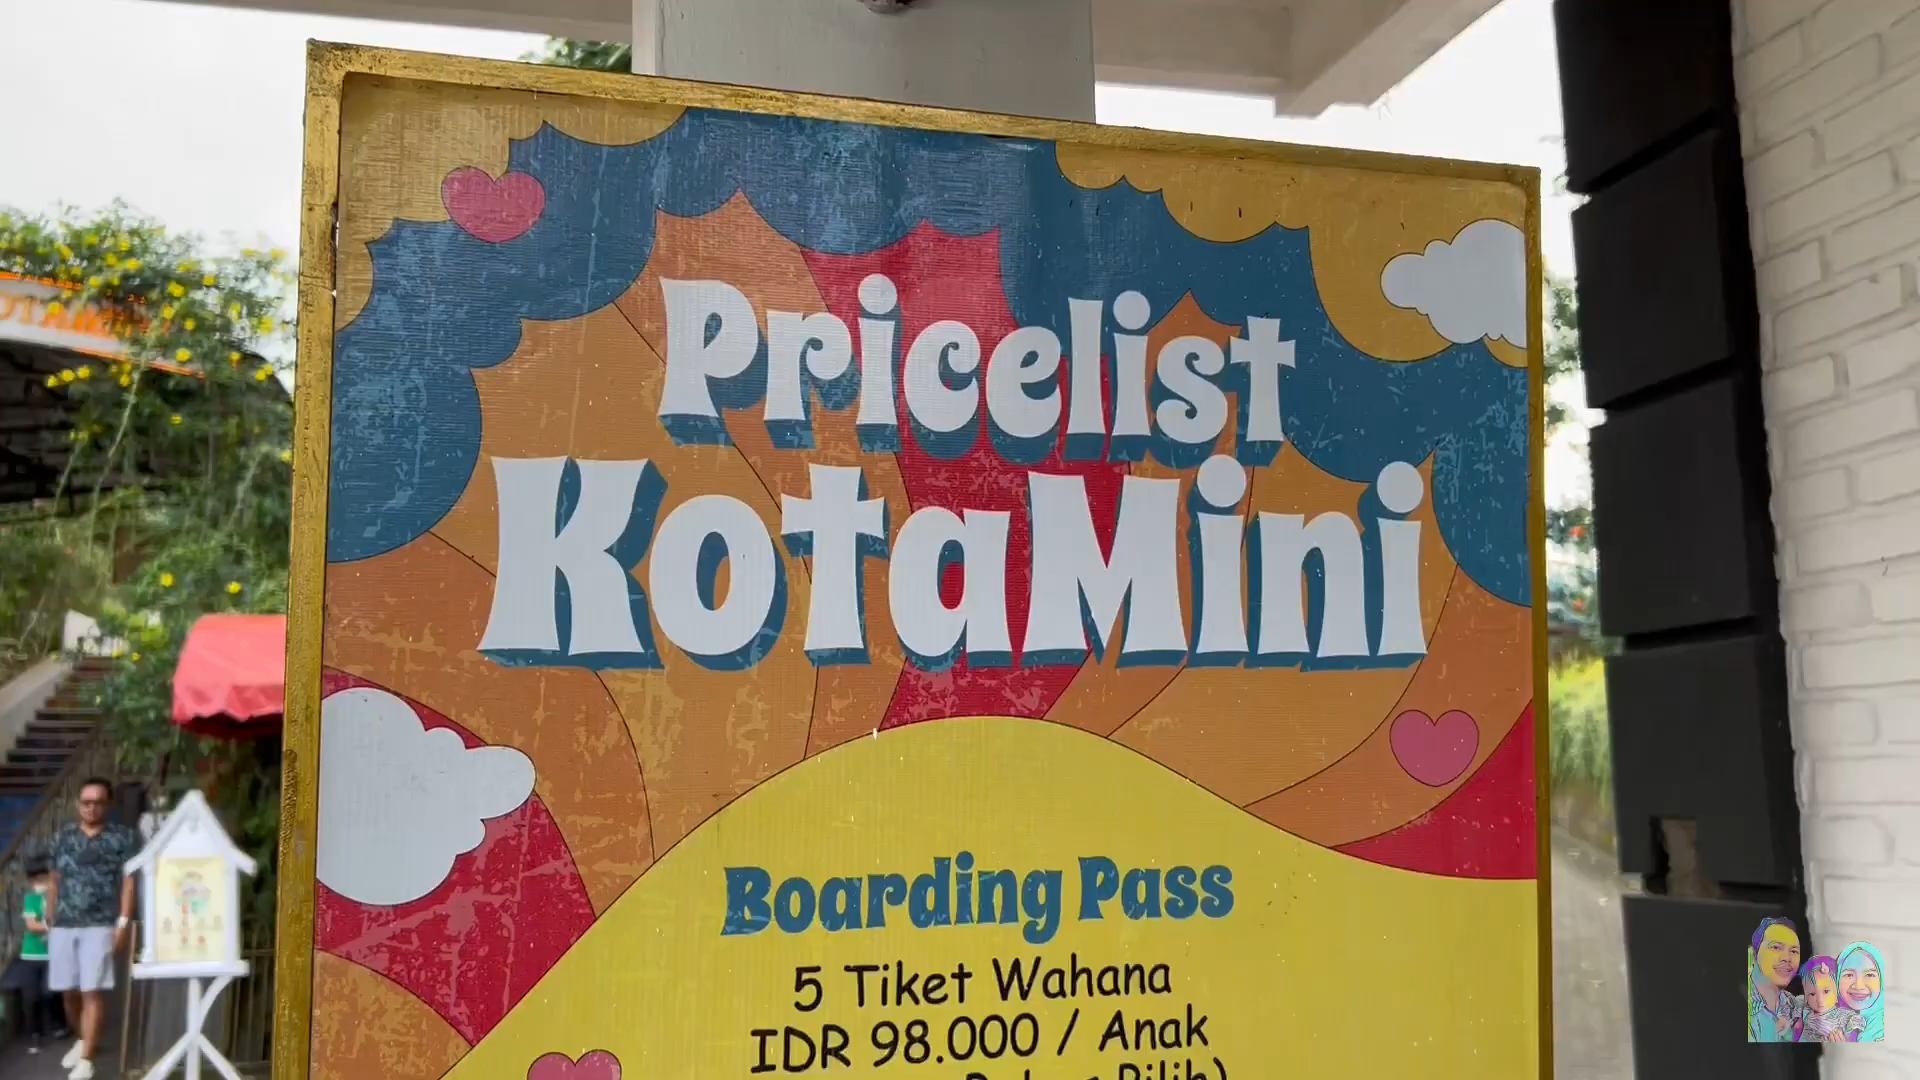 Pricelist
KotaMini
Boarding Pass
5 Tiket Wahana
IDR 98.000 / Anak